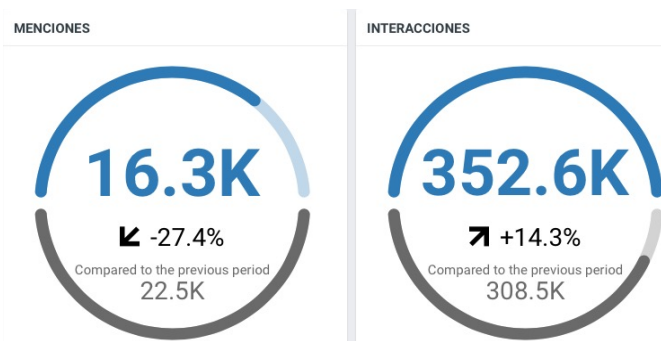 MENCIONES
16.3K
-27.4%
Compared to the previous period
22.5K
INTERACCIONES
352.6K
+14.3%
Compared to the previous period
308.5K